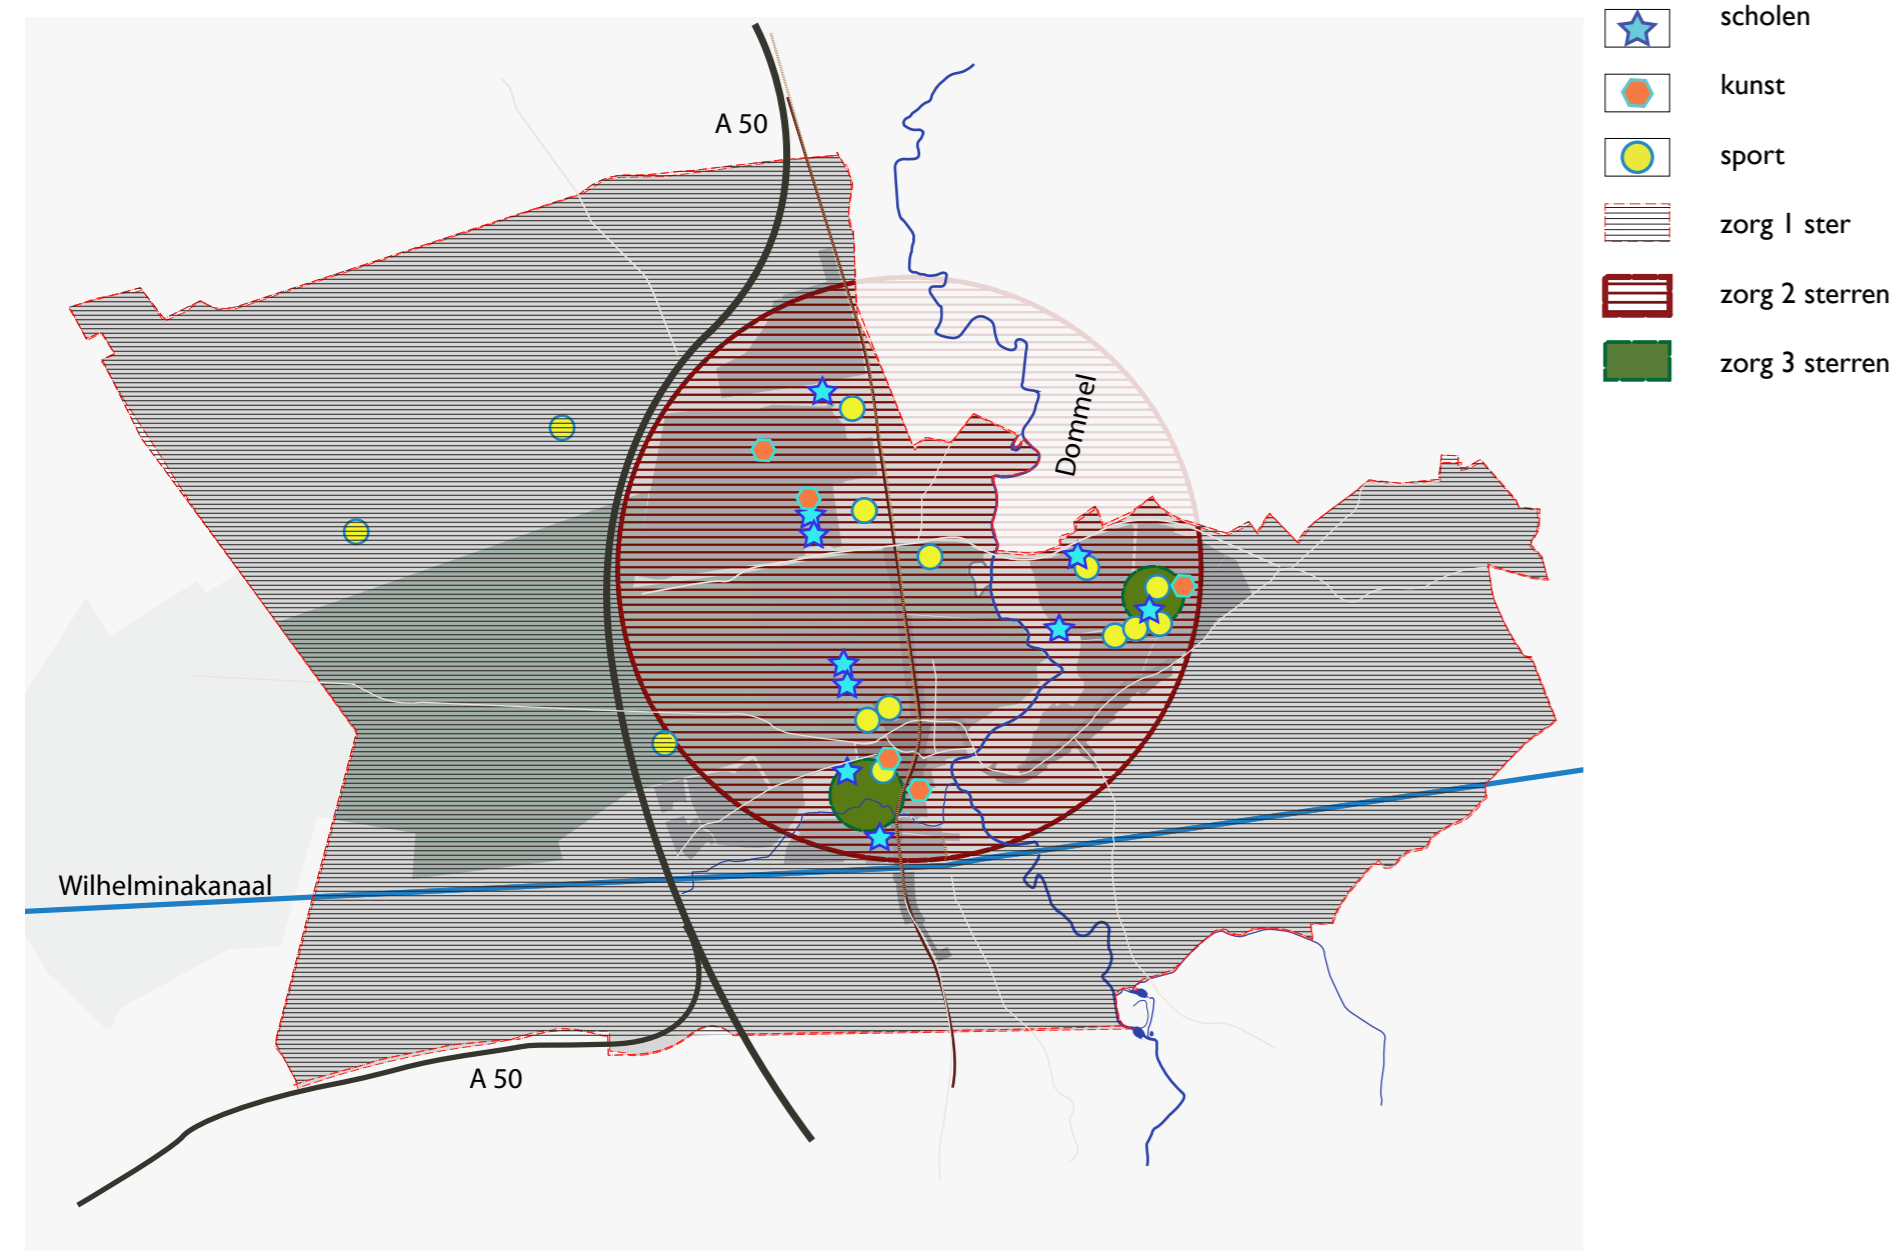 scholen
kunst
sport
zorg 1 ster
zorg 2 sterren
zorg 3 sterren
A 50
Dommel
Wilhelminakanaal
A 50